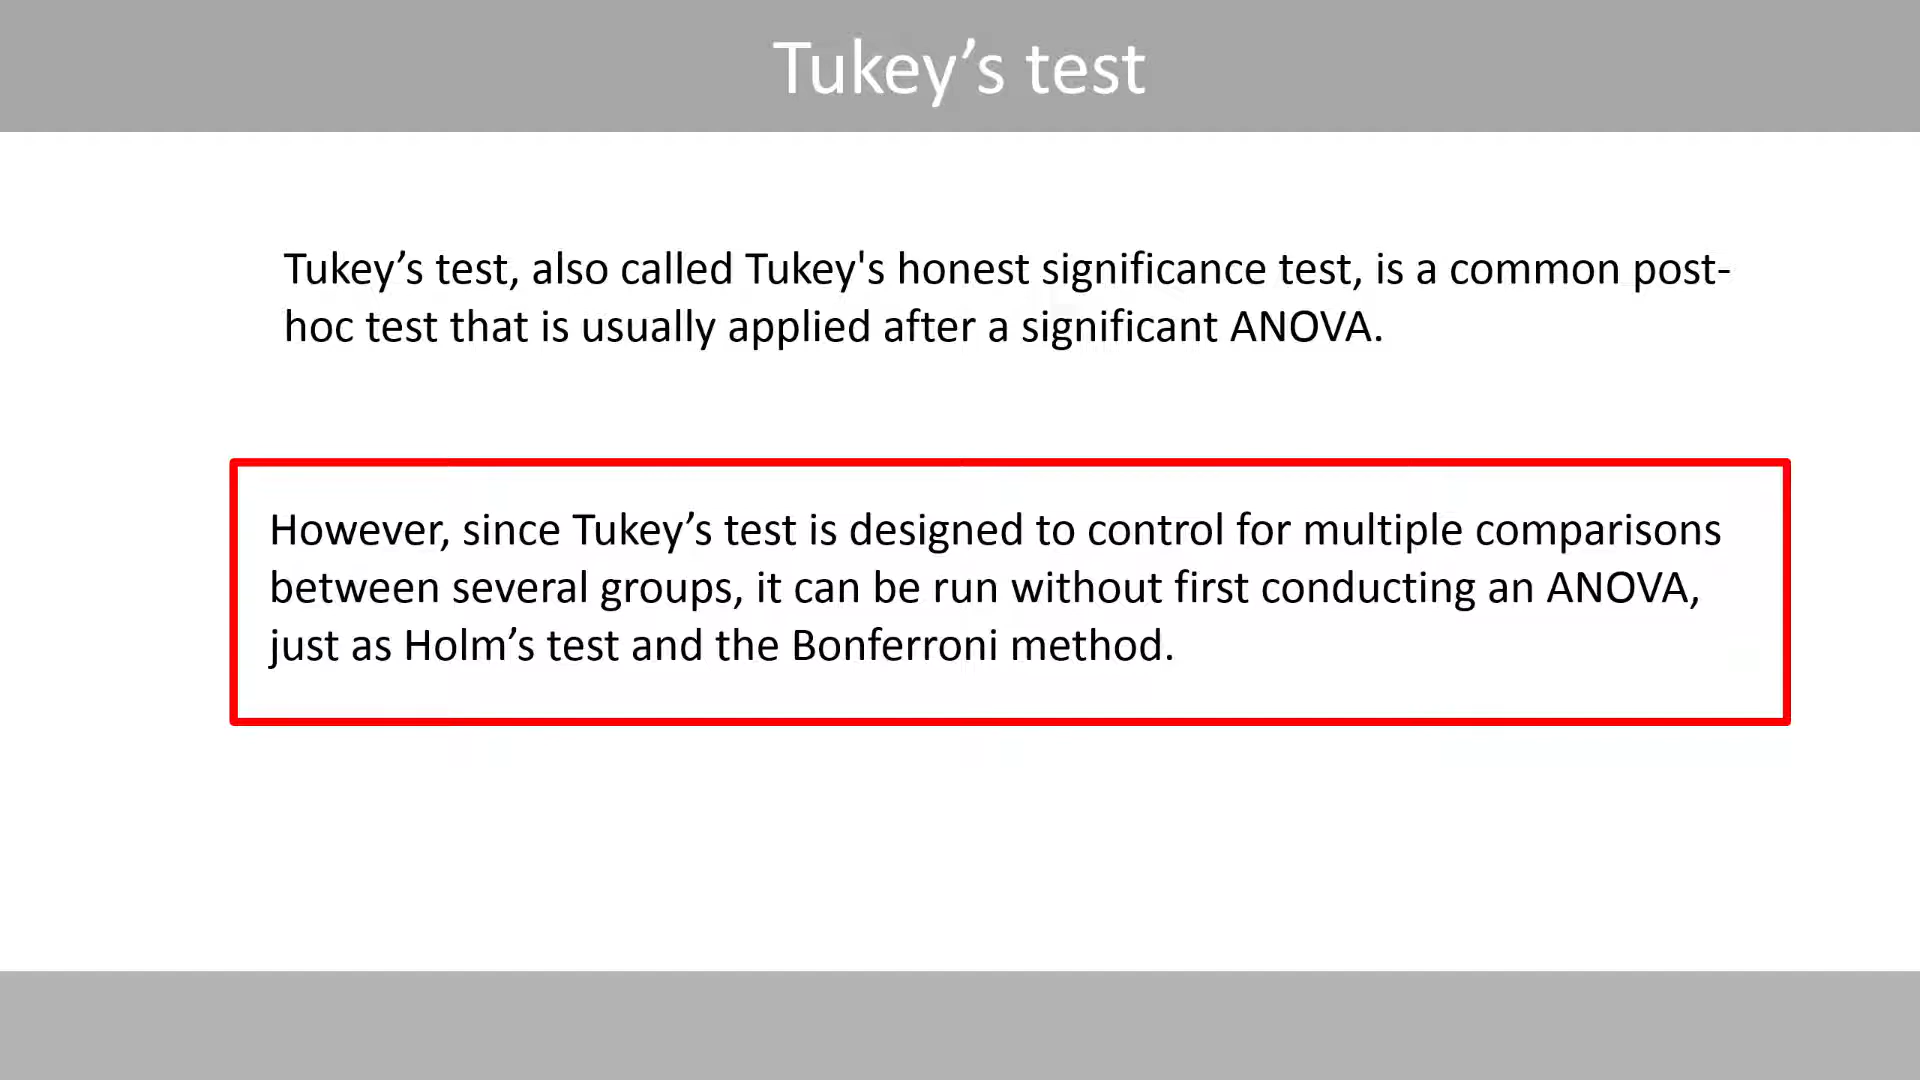 Tukey’s test
Tukey’s test, also called Tukey's honest significance test, is a common post-
hoc test that is usually applied after a significant ANOVA.
However, since Tukey’s test is designed to control for multiple comparisons
between several groups, it can be run without first conducting an ANOVA,
just as Holm’s test and the Bonferroni method.